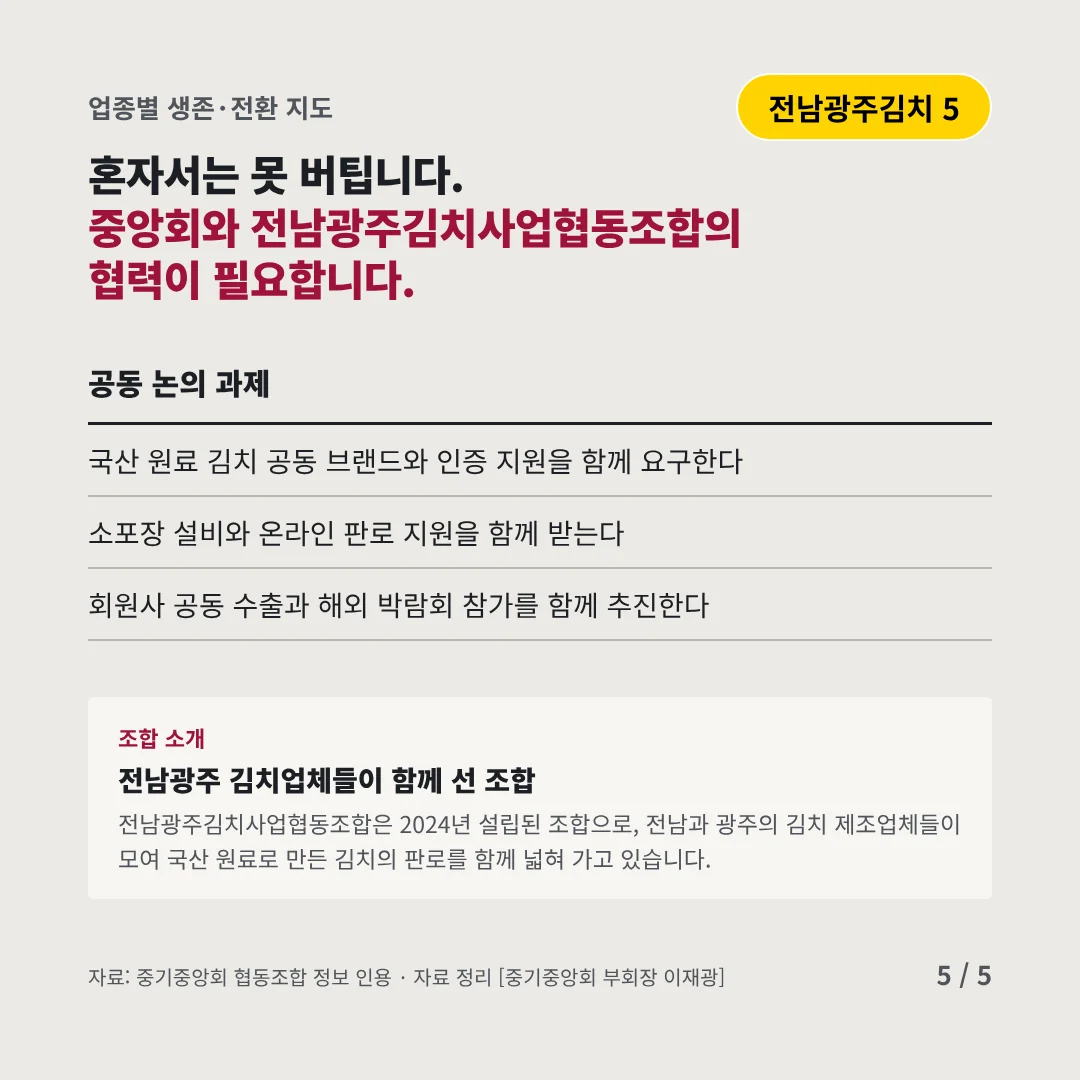 업종별 생존·전환 지도
전남광주김치 5
혼자서는 못 버팁니다.
중앙회와 전남광주김치사업협동조합의
협력이 필요합니다.
공동 논의 과제
국산 원료 김치 공동 브랜드와 인증 지원을 함께 요구한다
소포장 설비와 온라인 판로 지원을 함께 받는다
회원사 공동 수출과 해외 박람회 참가를 함께 추진한다
조합 소개
전남광주 김치업체들이 함께 선 조합
전남광주김치사업협동조합은 2024년 설립된 조합으로, 전남과 광주의 김치 제조업체들이
모여 국산 원료로 만든 김치의 판로를 함께 넓혀 가고 있습니다.
자료: 중기중앙회 협동조합 정보 인용 · 자료 정리 [중기중앙회 부회장 이재광]
5 / 5